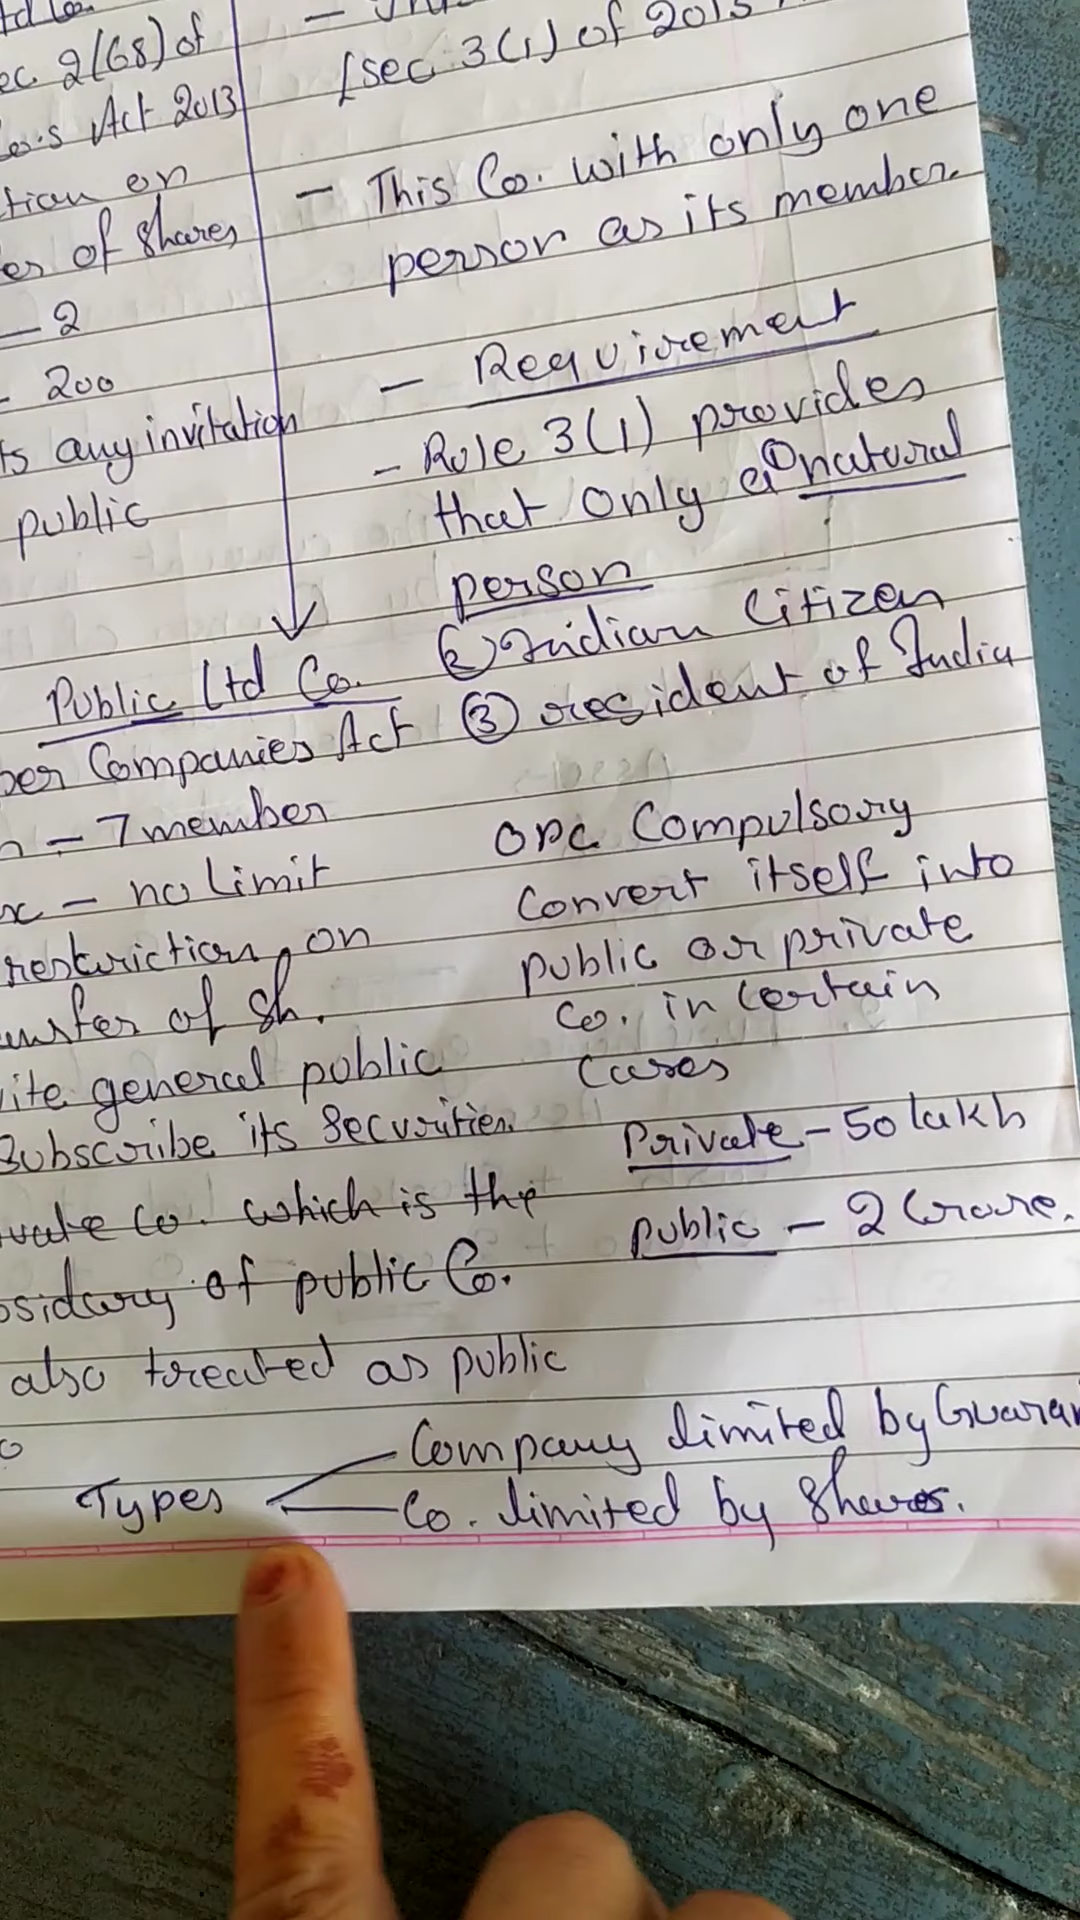 2(68) of
Act 2013
on
of Shares
- 2
- 200
any invitation
public
Public Ltd Co.
Companies Act
- 7 member
- no limit
restriction on
of Sh.
general public
Subscribe its Securities.
Co. which is the
of public Co.
also treated as public
[sec 3(1) of 2013
- This Co. with only one
person as its member.
- Requirement
- Rule 3(1) provides
that only a ① natural
person
② Indian Citizen
③ resident of India
OPC Compulsory
Convert itself into
public or private
Co. in Certain
Cases
Private - 50 lakh
Public - 2 Crore.
Types
Company limited by
Co. limited by Shares.